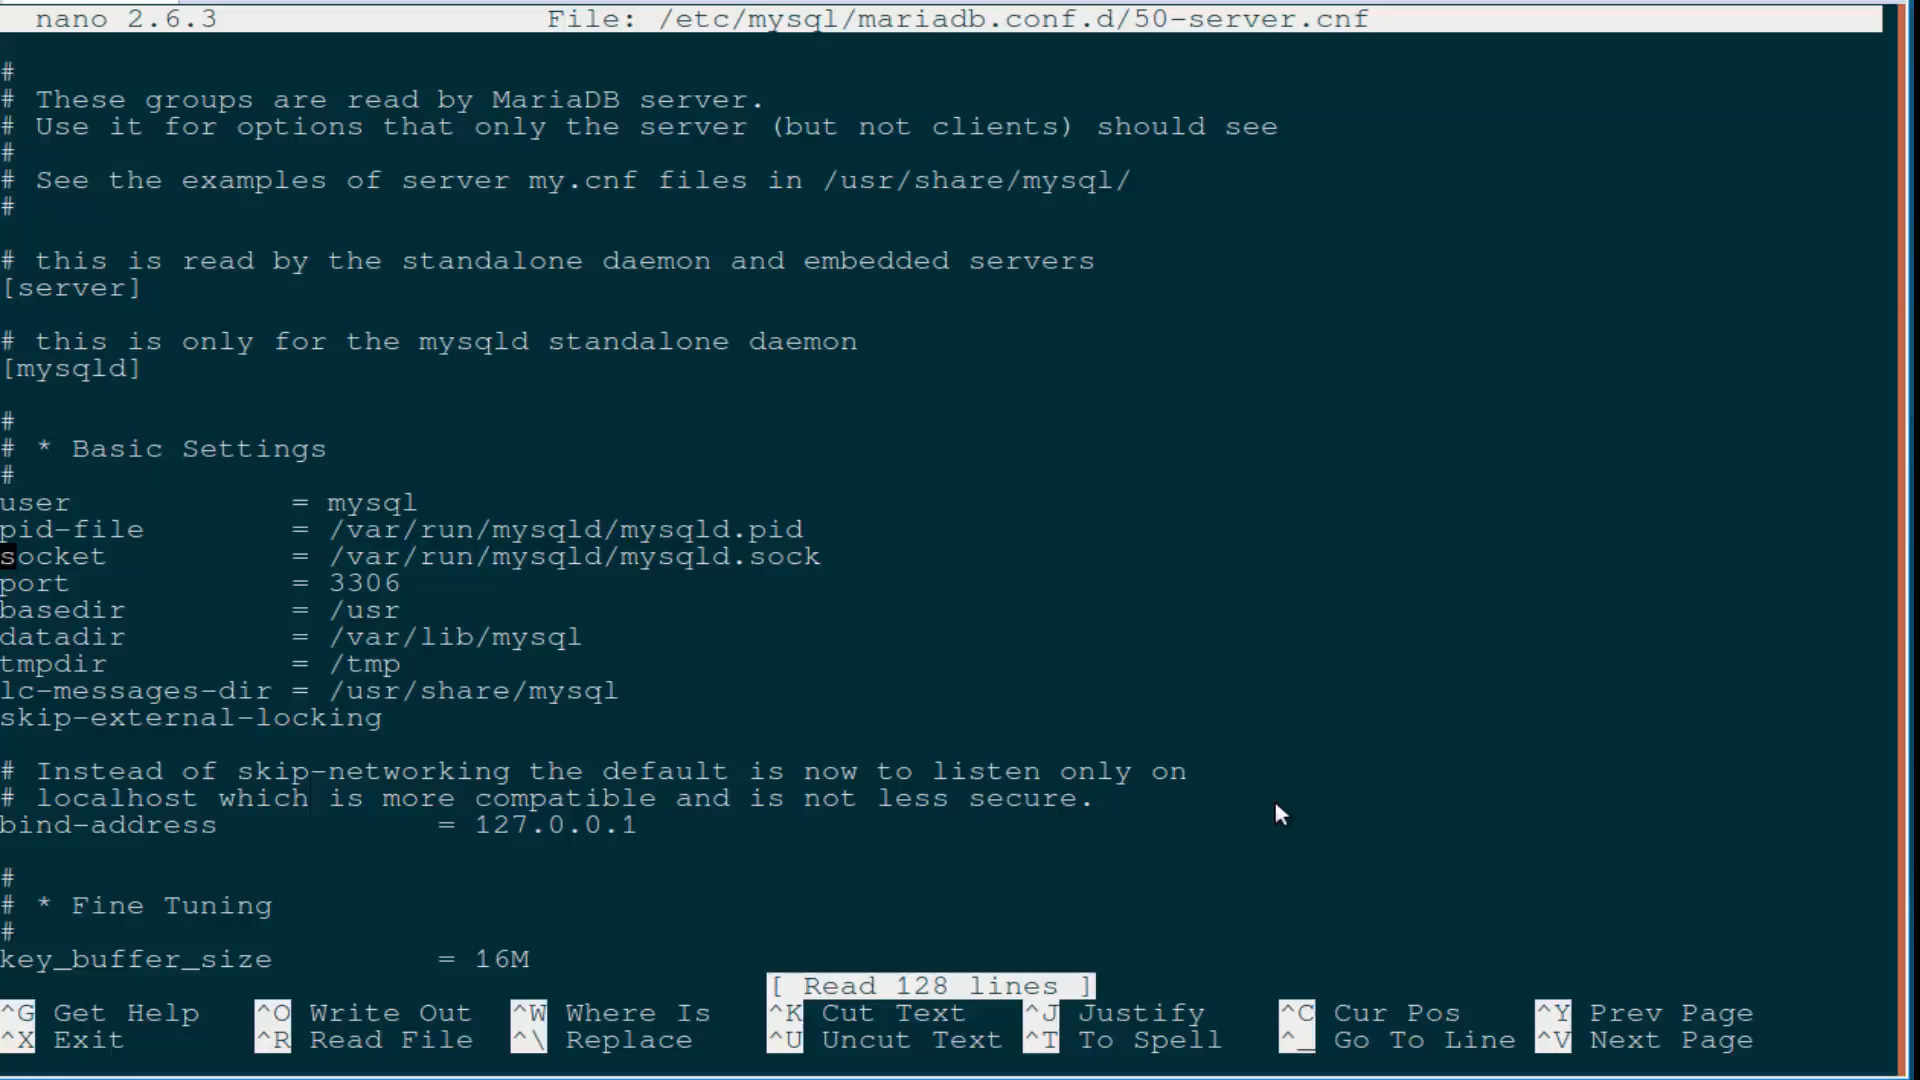 nano 2.6.3 File: /etc/mysql/mariadb.conf.d/50-server.cnf
#
# These groups are read by MariaDB server.
# Use it for options that only the server (but not clients) should see
#
# See the examples of server my.cnf files in /usr/share/mysql/
#
# this is read by the standalone daemon and embedded servers
[server]
# this is only for the mysqld standalone daemon
[mysqld]
#
# * Basic Settings
#
user = mysql
pid-file = /var/run/mysqld/mysqld.pid
socket = /var/run/mysqld/mysqld.sock
port = 3306
basedir = /usr
datadir = /var/lib/mysql
tmpdir = /tmp
lc-messages-dir = /usr/share/mysql
skip-external-locking
# Instead of skip-networking the default is now to listen only on
# localhost which is more compatible and is not less secure.
bind-address = 127.0.0.1
#
# * Fine Tuning
#
key_buffer_size = 16M
[ Read 128 lines ]
^G Get Help ^O Write Out ^W Where Is ^K Cut Text ^J Justify ^C Cur Pos ^Y Prev Page
^X Exit ^R Read File ^\ Replace ^U Uncut Text ^T To Spell ^_ Go To Line ^V Next Page